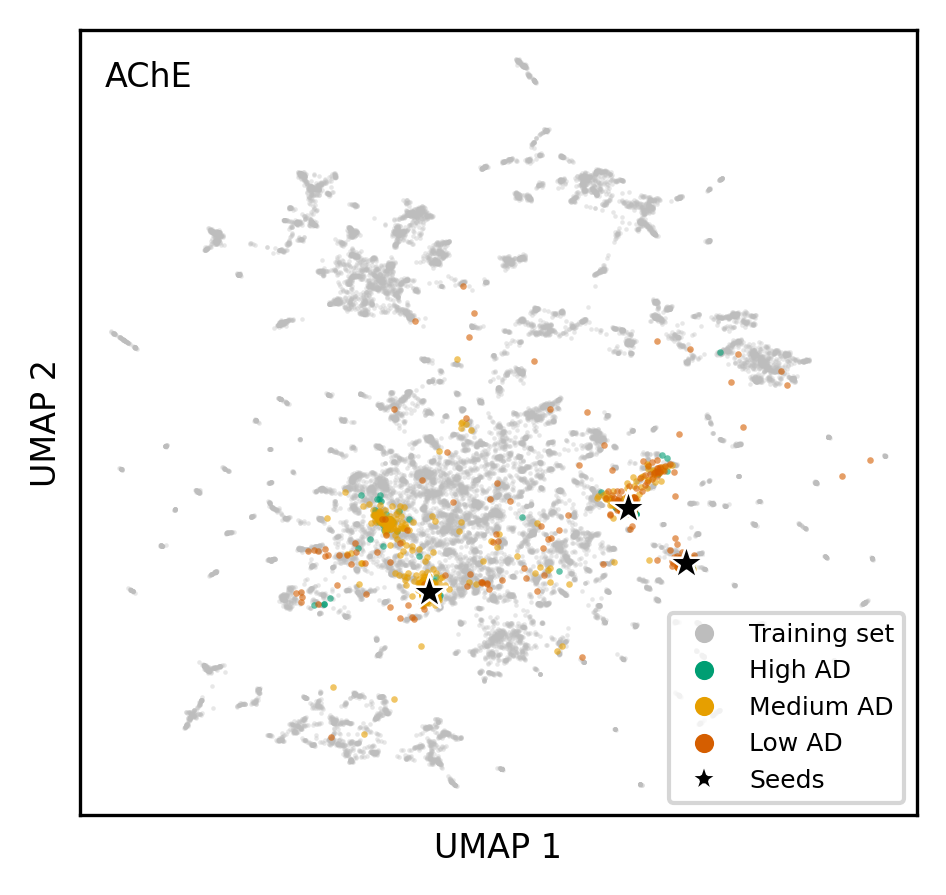 AChE
UMAP 2
Training set
High AD
Medium AD
Low AD
Seeds
UMAP 1